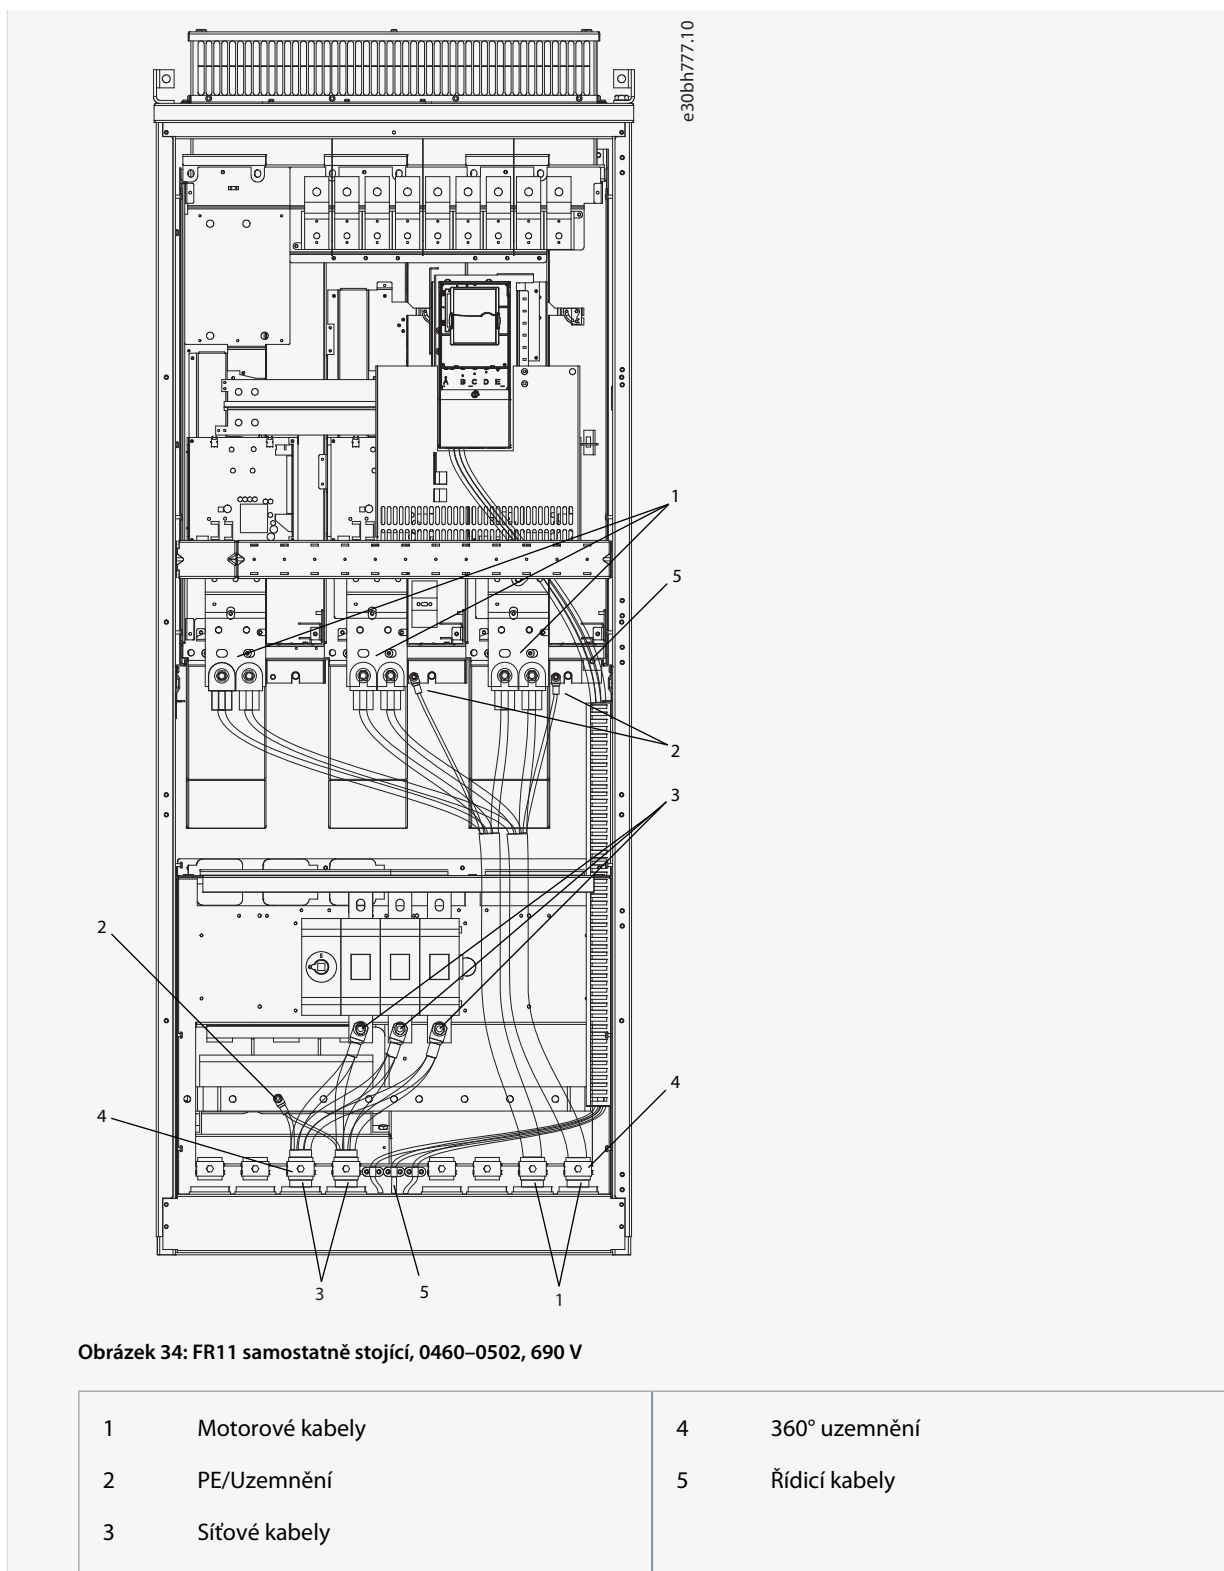 e30bh777.10
A B C D E
1
5
2
3
2
4
4
3
5
1
Obrázek 34: FR11 samostatně stojící, 0460–0502, 690 V
1 Motorové kabely
2 PE/Uzemnění
3 Síťové kabely
4 360° uzemnění
5 Řídicí kabely